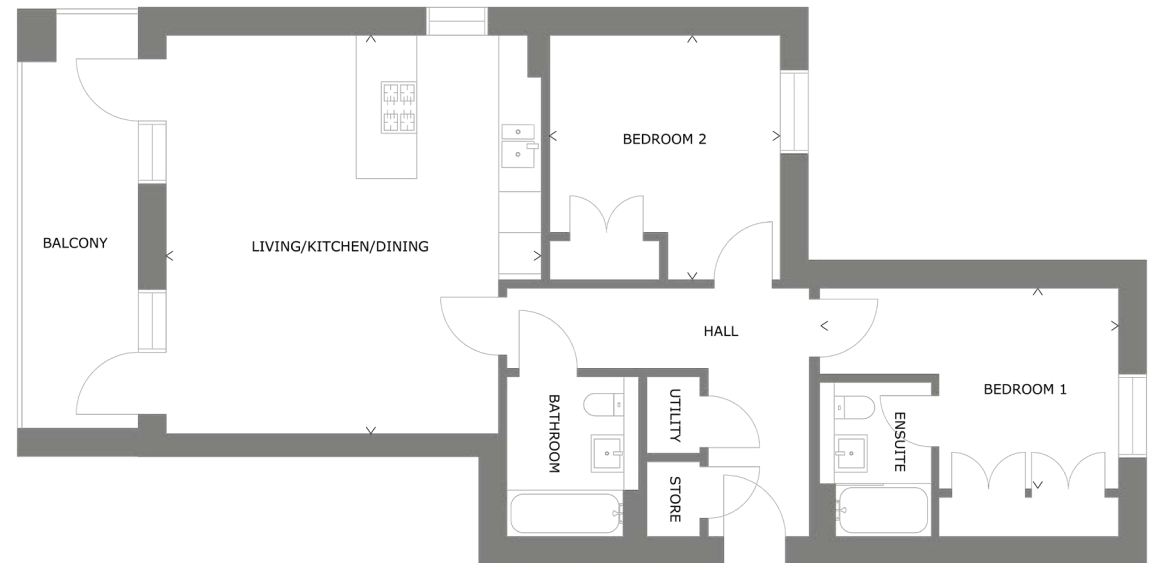 BEDROOM 2
BALCONY
LIVING/KITCHEN/DINING
HALL
BEDROOM 1
BATHROOM
UTILITY
STORE
ENSUITE